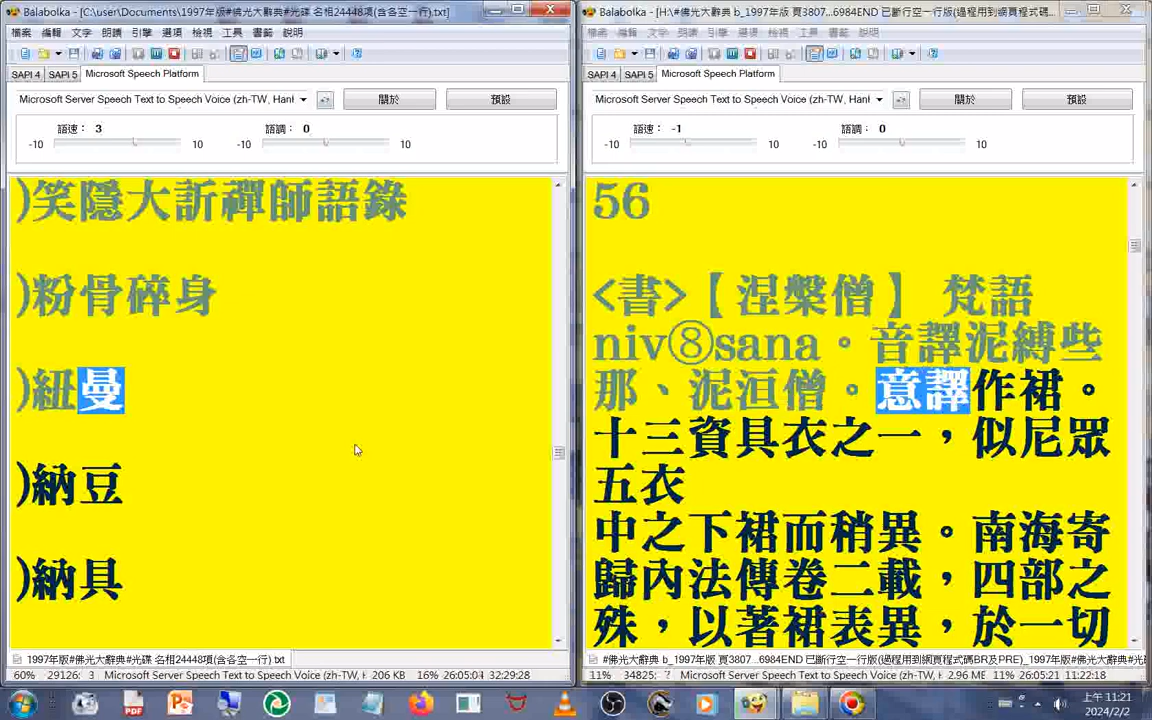 Balabolka - [C:\user\Documents\1997年版#佛光大辭典#光碟 名相24448項(含各空一行).txt]
檔案 編輯 文字 朗讀 引擎 選項 檢視 工具 書籤 說明
SAPI 4 SAPI 5 Microsoft Speech Platform
Microsoft Server Speech Text to Speech Voice (zh-TW, Han 關於 預設
語速： 3 語調： 0
-10 10 -10 10
)笑隱大訢禪師語錄
)粉骨碎身
)紐曼
)納豆
)納具
1997年版#佛光大辭典#光碟 名相24448項(含各空一行).txt
60% 29126: 3 Microsoft Server Speech Text to Speech Voice (zh-TW, H 206 KB 16% 26:05:04 32:29:28
Balabolka - [H:\#佛光大辭典 b_1997年版 頁3807...6984END 已斷行空一行版(過程用到網頁程式碼...
檔案 編輯 文字 朗讀 引擎 選項 檢視 工具 書籤 說明
SAPI 4 SAPI 5 Microsoft Speech Platform
Microsoft Server Speech Text to Speech Voice (zh-TW, Han 關於 預設
語速： -1 語調： 0
-10 10 -10 10
56
<書>【涅槃僧】 梵語
niv⑧sana。音譯泥縛些
那、泥洹僧。意譯作裙。
十三資具衣之一，似尼眾
五衣
中之下裙而稍異。南海寄
歸內法傳卷二載，四部之
殊，以著裙表異，於一切
#佛光大辭典 b_1997年版 頁3807...6984END 已斷行空一行版(過程用到網頁程式碼BR及PRE)_1997年版#佛光大辭典#光
11% 34825: ? Microsoft Server Speech Text to Speech Voice (zh-TW, H 2.96 ME 11% 26:05:21 11:22:18
上午 11:21
2024/2/2